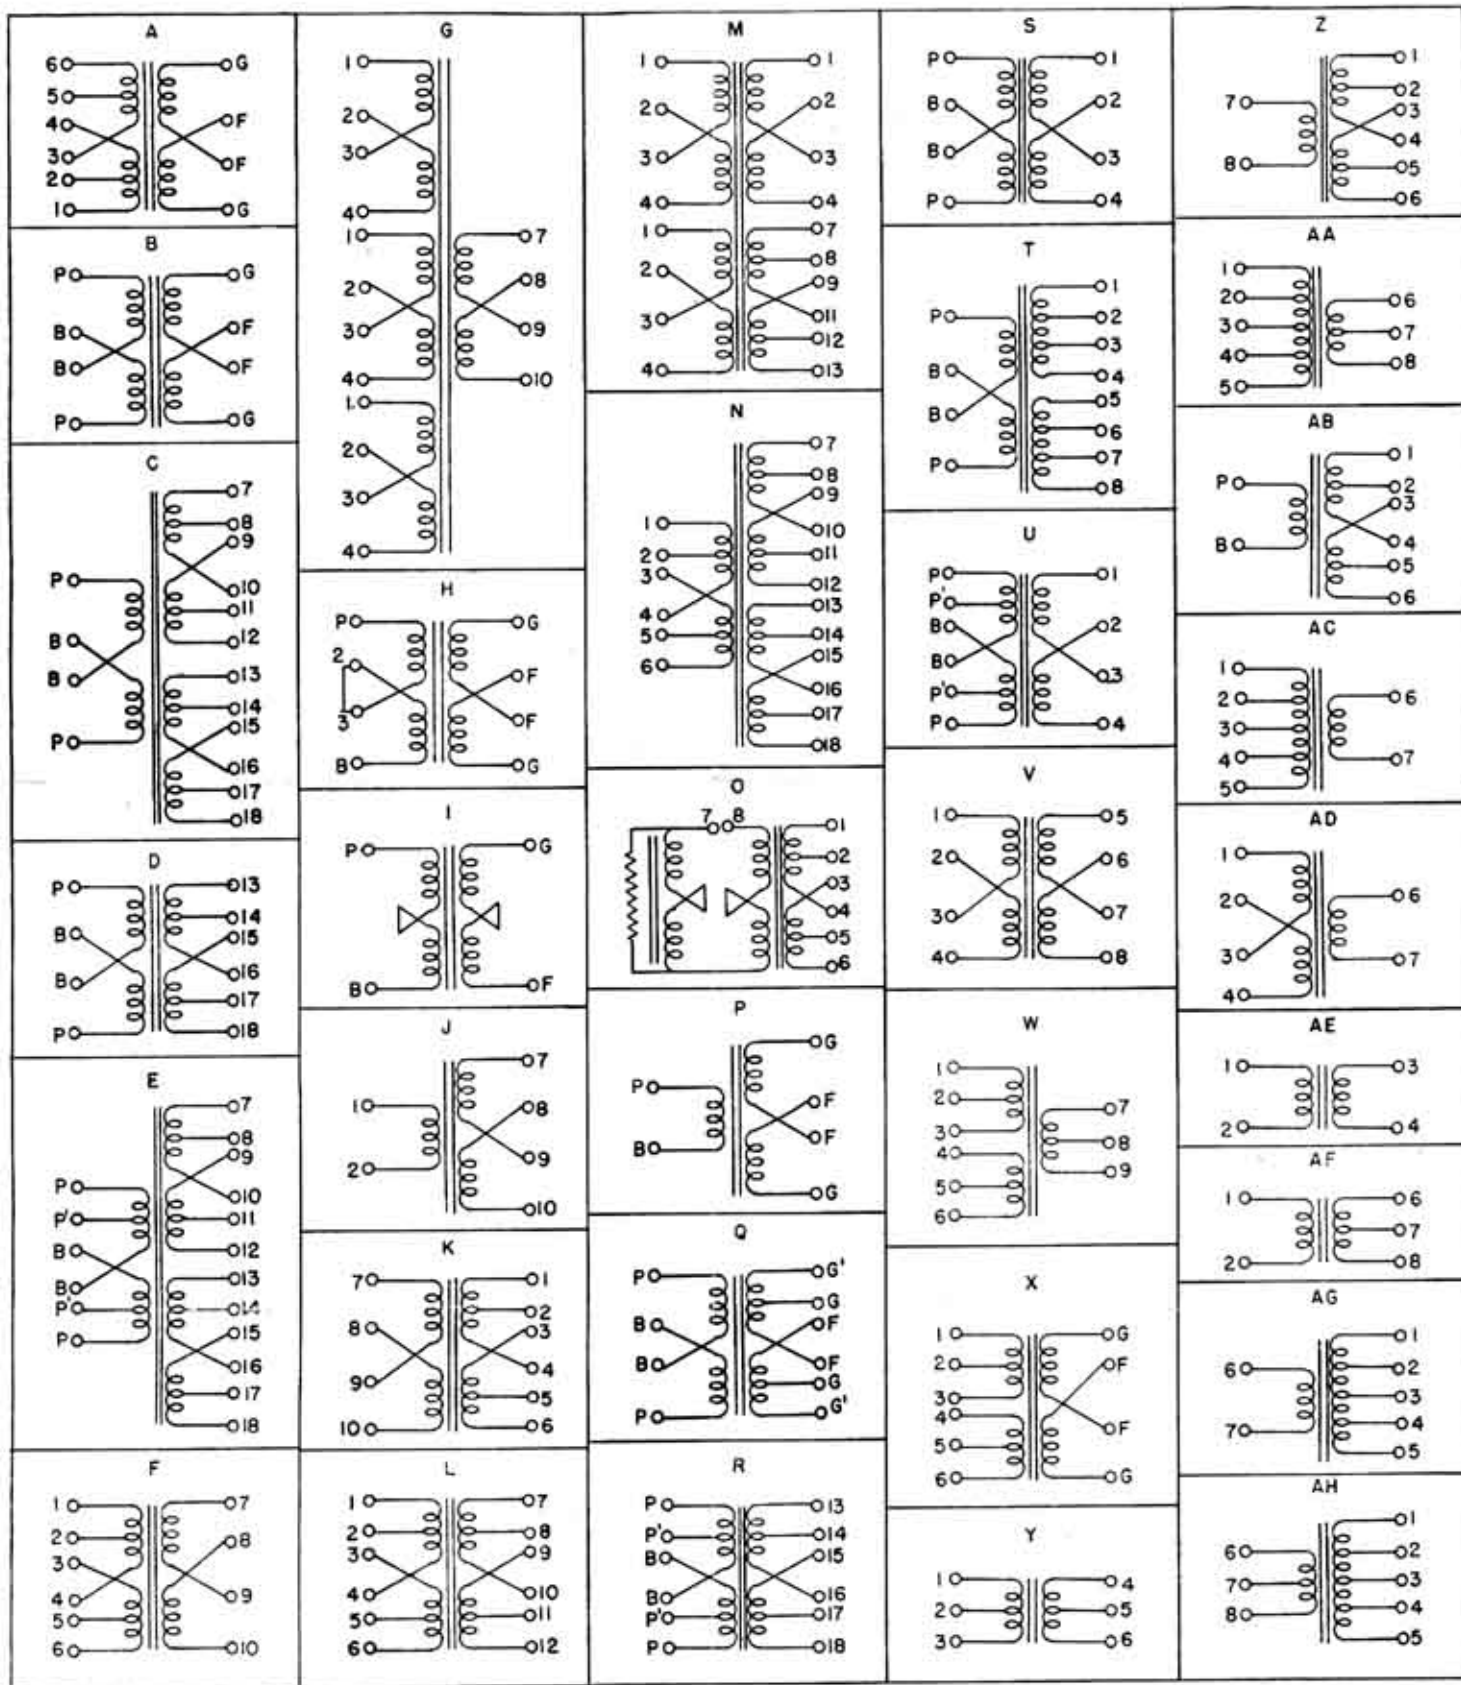 A
6 G
5
4 F
3 F
2
1 G
B
P G
B F
B F
P G
C
7
8
9
P 10
11
B 12
B 13
14
P 15
16
17
18
D
P 13
14
B 15
B 16
17
P 18
E
7
8
9
P 10
P' 11
B 12
B 13
P' 14
P 15
16
17
18
F
1 7
2 8
3
4 9
5
6 10
G
1
2
3
4
1 7
2 8
3 9
4 10
1
2
3
4
H
P G
2 F
3 F
B G
I
P G
B F
J
7
1 8
2 9
10
K
7 1
2
8 3
9 4
5
10 6
L
1 7
2 8
3 9
4 10
5 11
6 12
M
1 1
2 2
3 3
4 4
1 7
8
2 9
3 11
12
4 13
N
7
8
9
1 10
2 11
3 12
4 13
5 14
6 15
16
17
18
O
7 8 1
2
3
4
5
6
P
G
P F
B F
G
Q
P G'
G
B F
B F
G
P G'
R
P 13
P' 14
B 15
B 16
P' 17
P 18
S
P 1
B 2
B 3
P 4
T
1
P 2
3
B 4
B 5
6
P 7
8
U
P 1
P'
B 2
B 3
P'
P 4
V
1 5
2 6
3 7
4 8
W
1
2 7
3 8
4 9
5
6
X
1 G
2 F
3
4 F
5
6 G
Y
1 4
2 5
3 6
Z
1
2
7 3
4
8 5
6
AA
1
2 6
3 7
4 8
5
AB
1
P 2
3
B 4
5
6
AC
1
2 6
3
4 7
5
AD
1
2 6
3 7
4
AE
1 3
2 4
AF
1 6
7
2 8
AG
1
6 2
3
7 4
5
AH
1
6 2
7 3
8 4
5